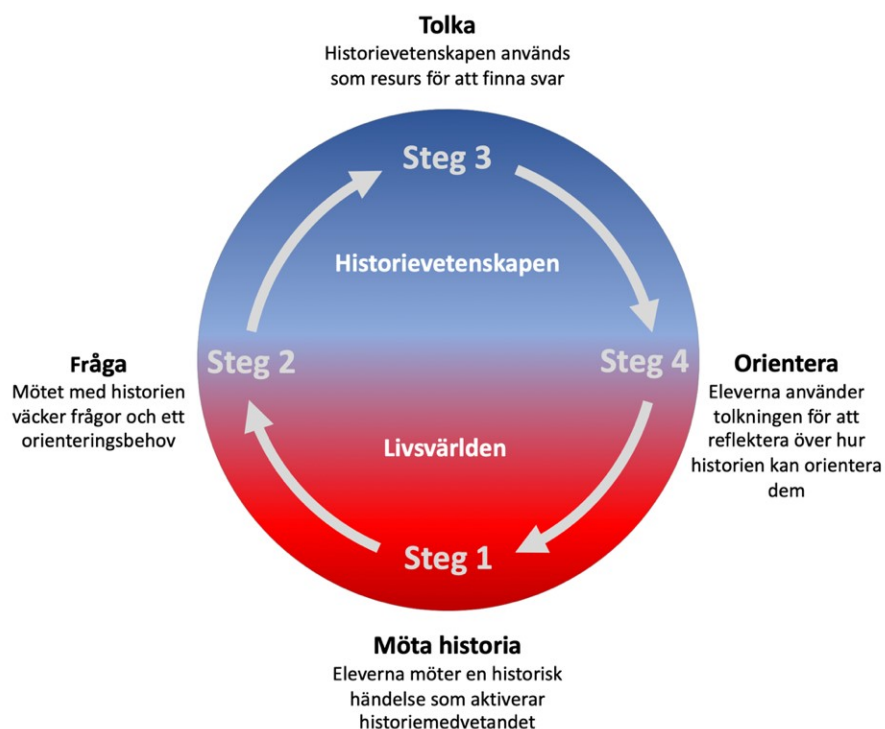 Tolka
Historievetenskapen används
som resurs för att finna svar
Steg 3
Historievetenskapen
Fråga
Mötet med historien
väcker frågor och ett
orienteringsbehov
Steg 2
Steg 4
Orientera
Eleverna använder
tolkningen för att
reflektera över hur
historien kan orientera
dem
Livsvärlden
Steg 1
Möta historia
Eleverna möter en historisk
händelse som aktiverar
historiemedvetandet